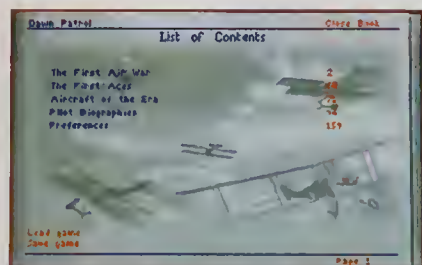 Dawn Patrol Close Book
List of Contents
The First Air War 2
The First Aces
Aircraft of the Era
Pilot Biographies
Preferences 159
Load game
Save game
Page 1